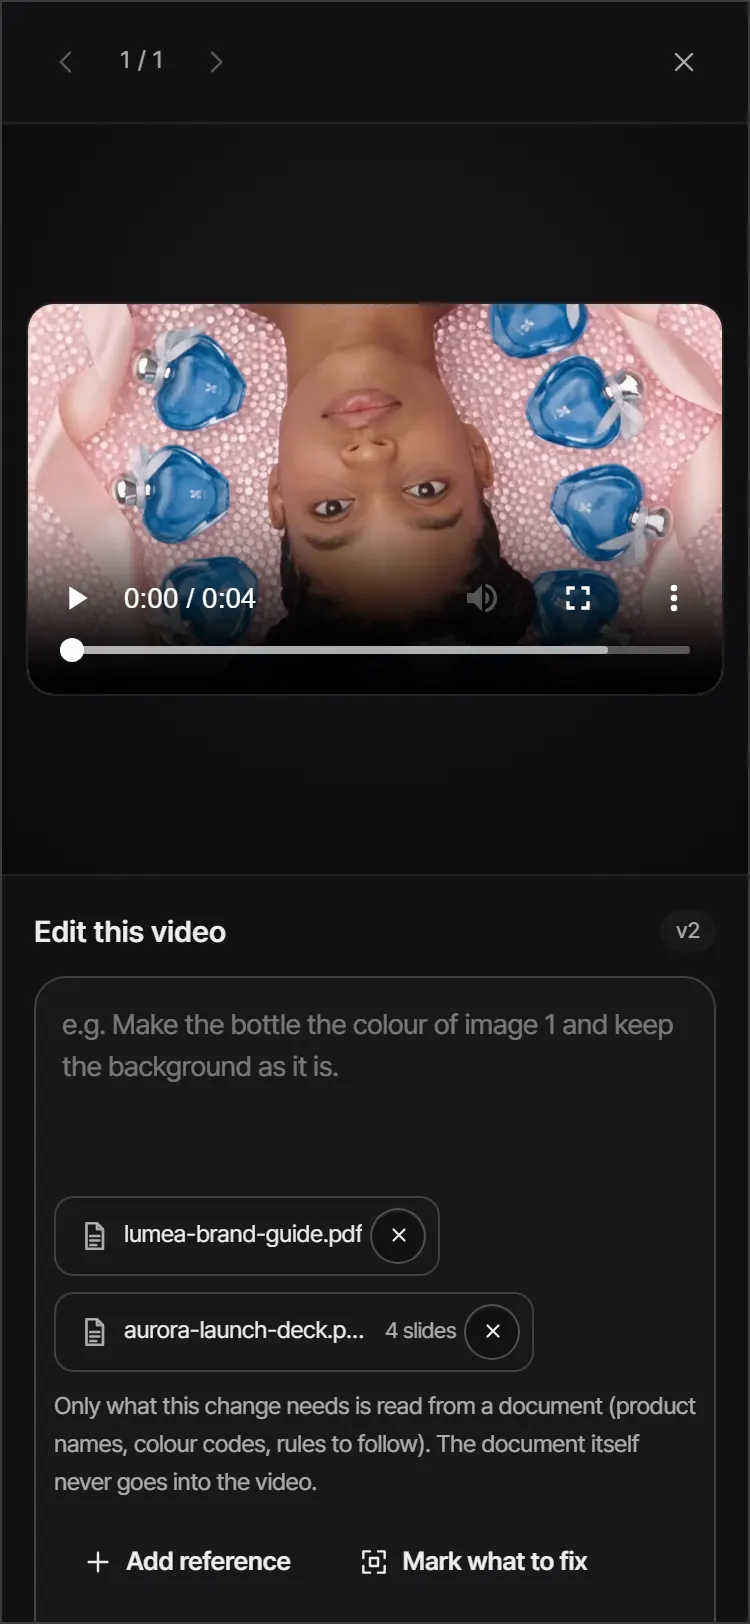 1 / 1
0:00 / 0:04
Edit this video
v2
e.g. Make the bottle the colour of image 1 and keep
the background as it is.
lumea-brand-guide.pdf
aurora-launch-deck.p... 4 slides
Only what this change needs is read from a document (product
names, colour codes, rules to follow). The document itself
never goes into the video.
Add reference
Mark what to fix